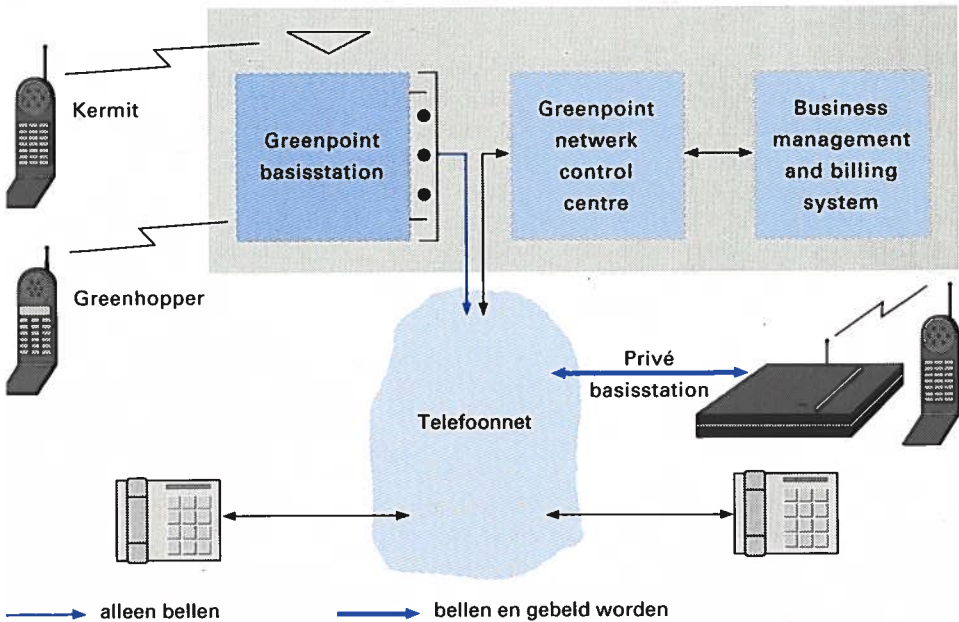 Kermit
Greenpoint
basisstation
Greenpoint
netwerk
control
centre
Business
management
and billing
system
Greenhopper
Privé
basisstation
Telefoonnet
alleen bellen
bellen en gebeld worden